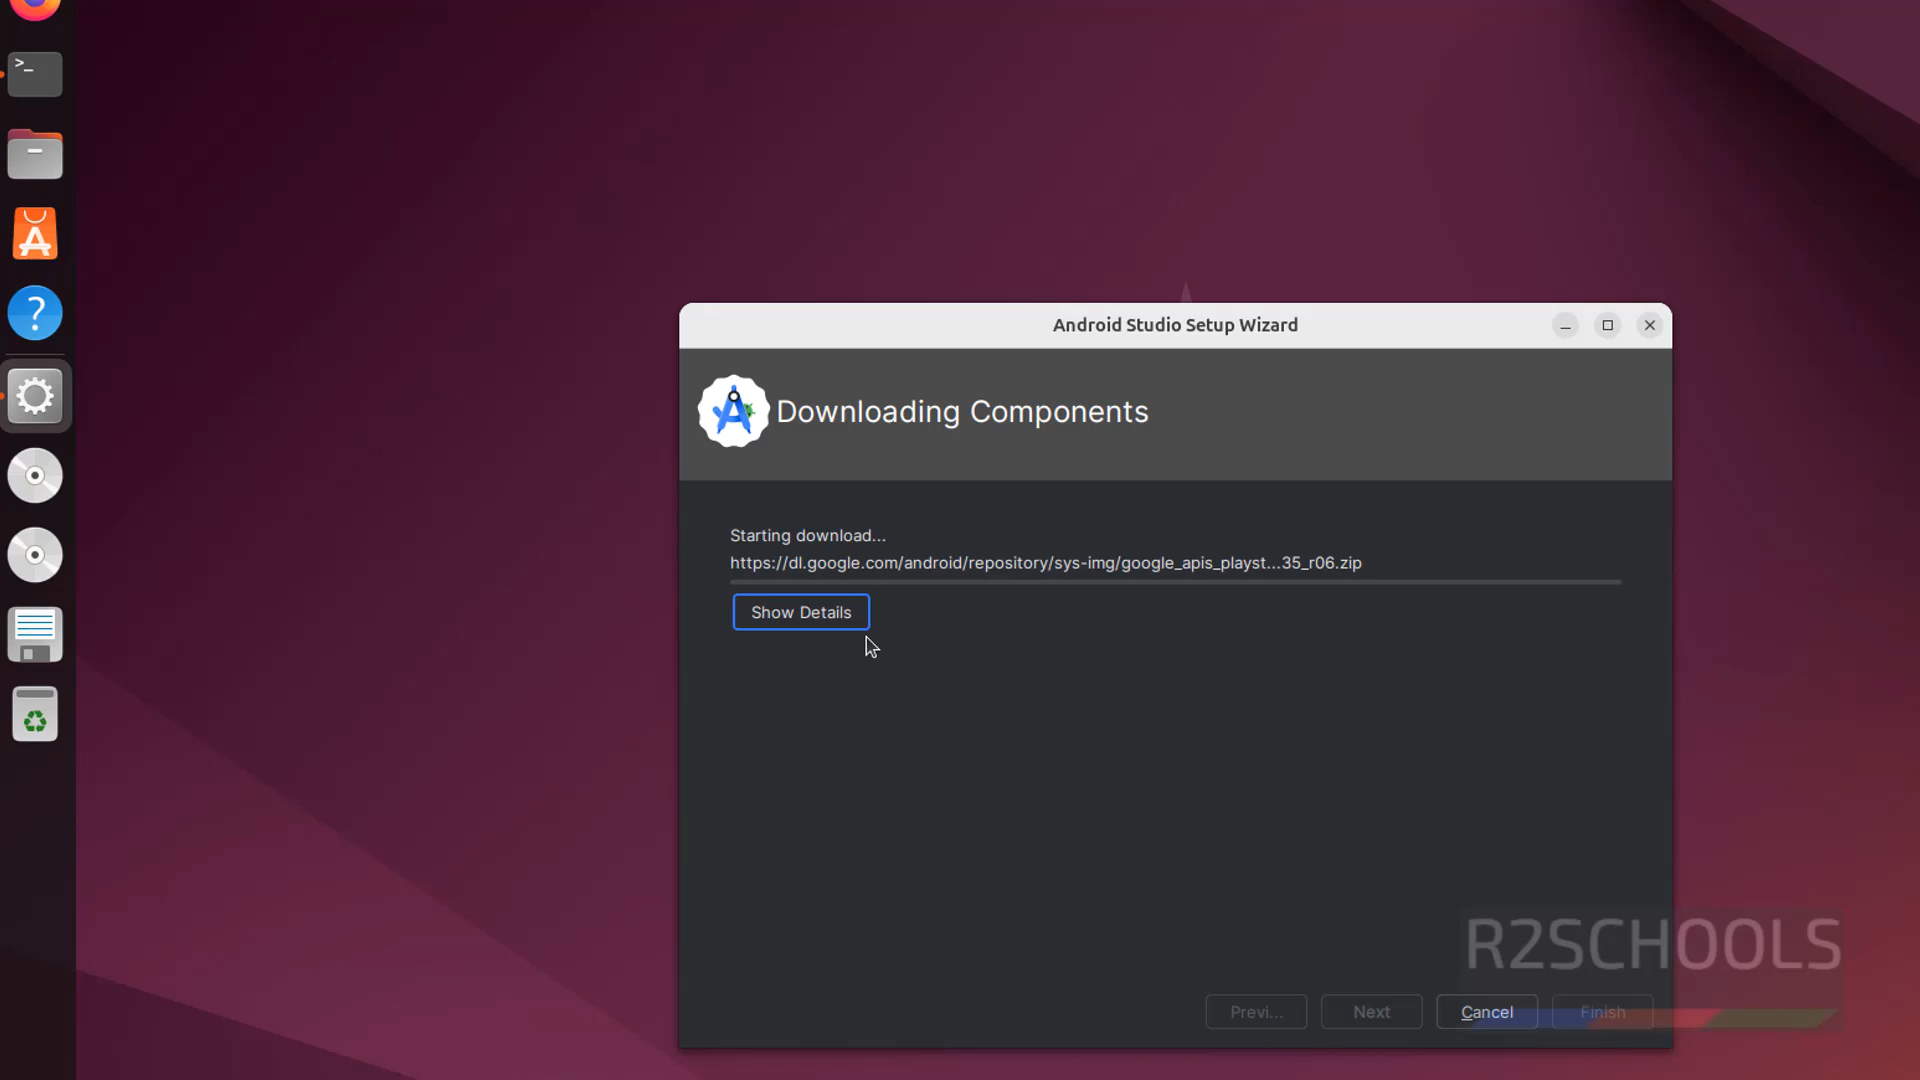 Android Studio Setup Wizard
Downloading Components
Starting download...
https://dl.google.com/android/repository/sys-img/google_apis_playst...35_r06.zip
Show Details
R2SCHOOLS
Previ... Next Cancel Finish